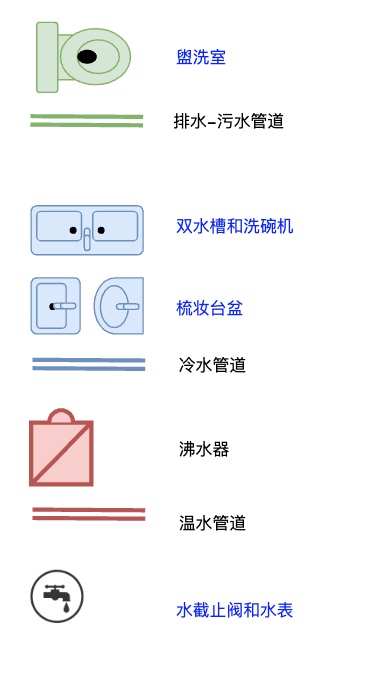 盥洗室
排水-污水管道
双水槽和洗碗机
梳妆台盆
冷水管道
沸水器
温水管道
水截止阀和水表